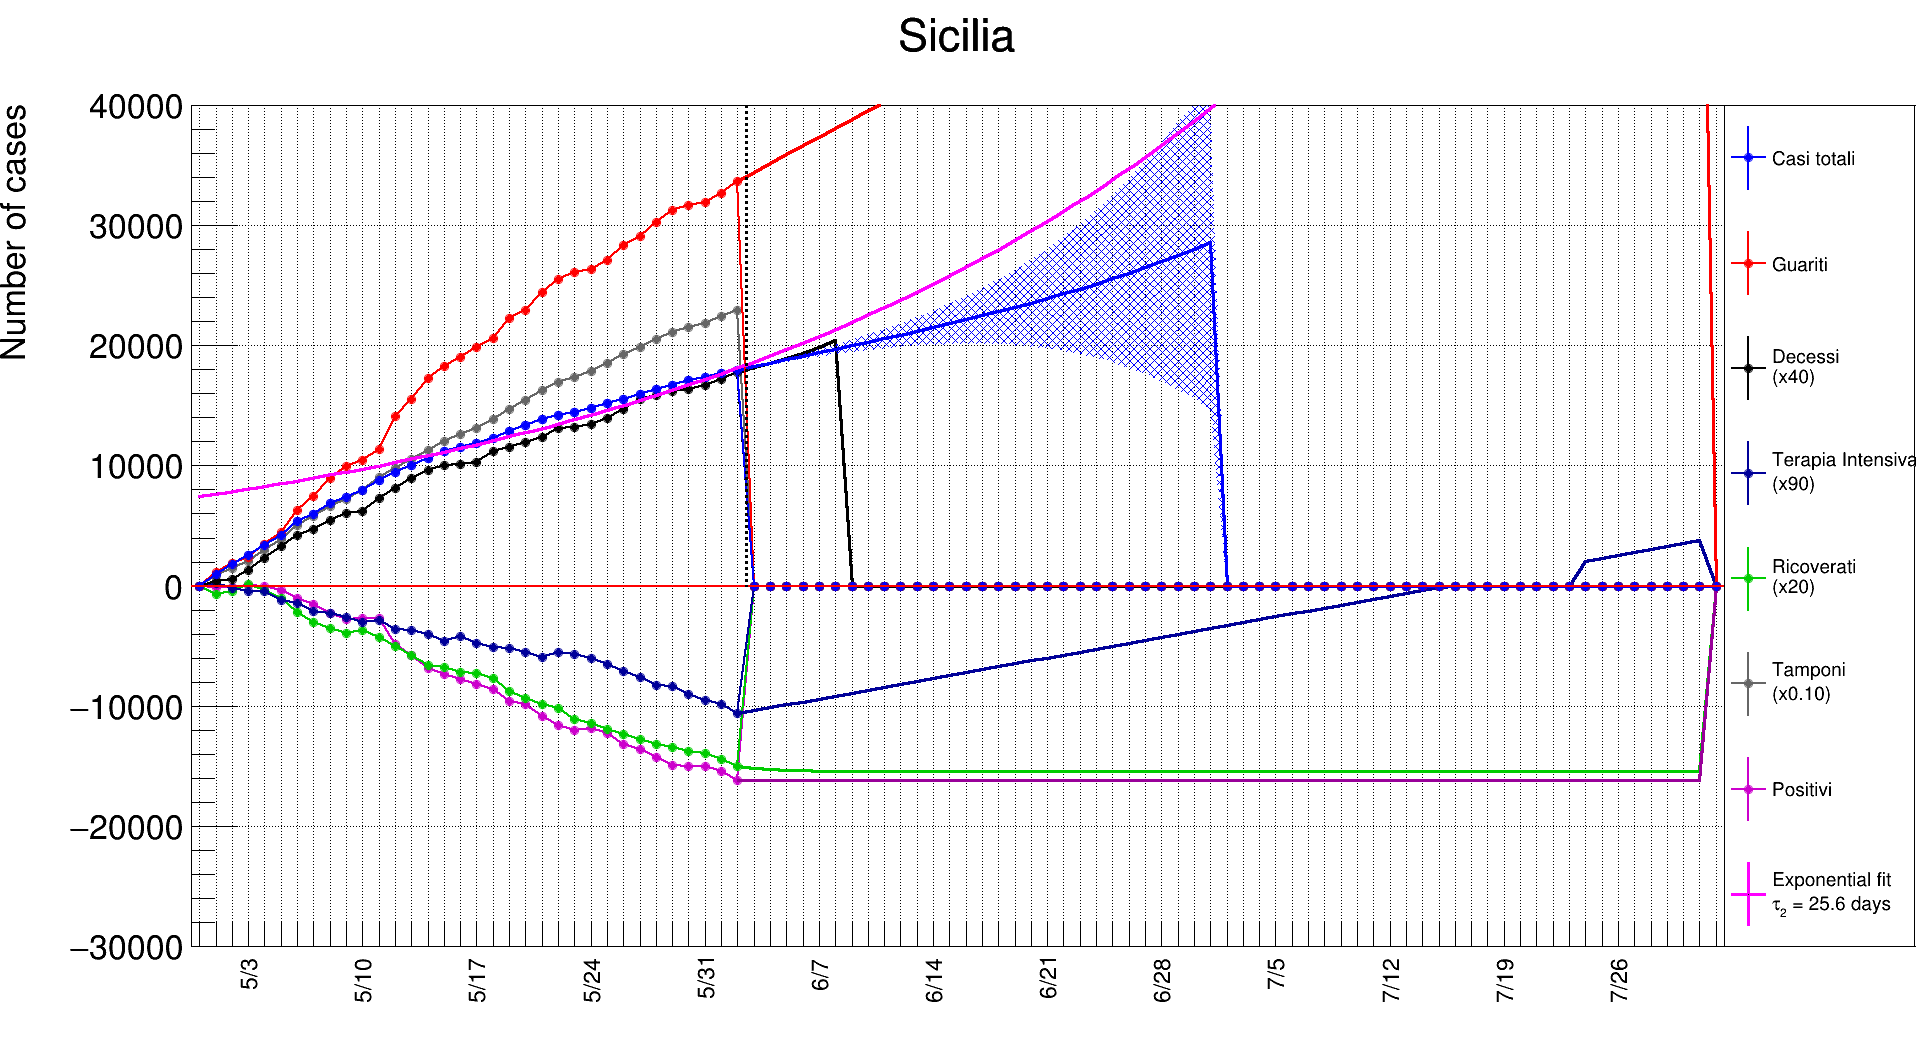 Sicilia
Number of cases
40000
30000
20000
10000
0
−10000
−20000
−30000
5/3
5/10
5/17
5/24
5/31
6/7
6/14
6/21
6/28
7/5
7/12
7/19
7/26
Casi totali
Guariti
Decessi
(x40)
Terapia Intensiva
(x90)
Ricoverati
(x20)
Tamponi
(x0.10)
Positivi
Exponential fit
τ2 = 25.6 days